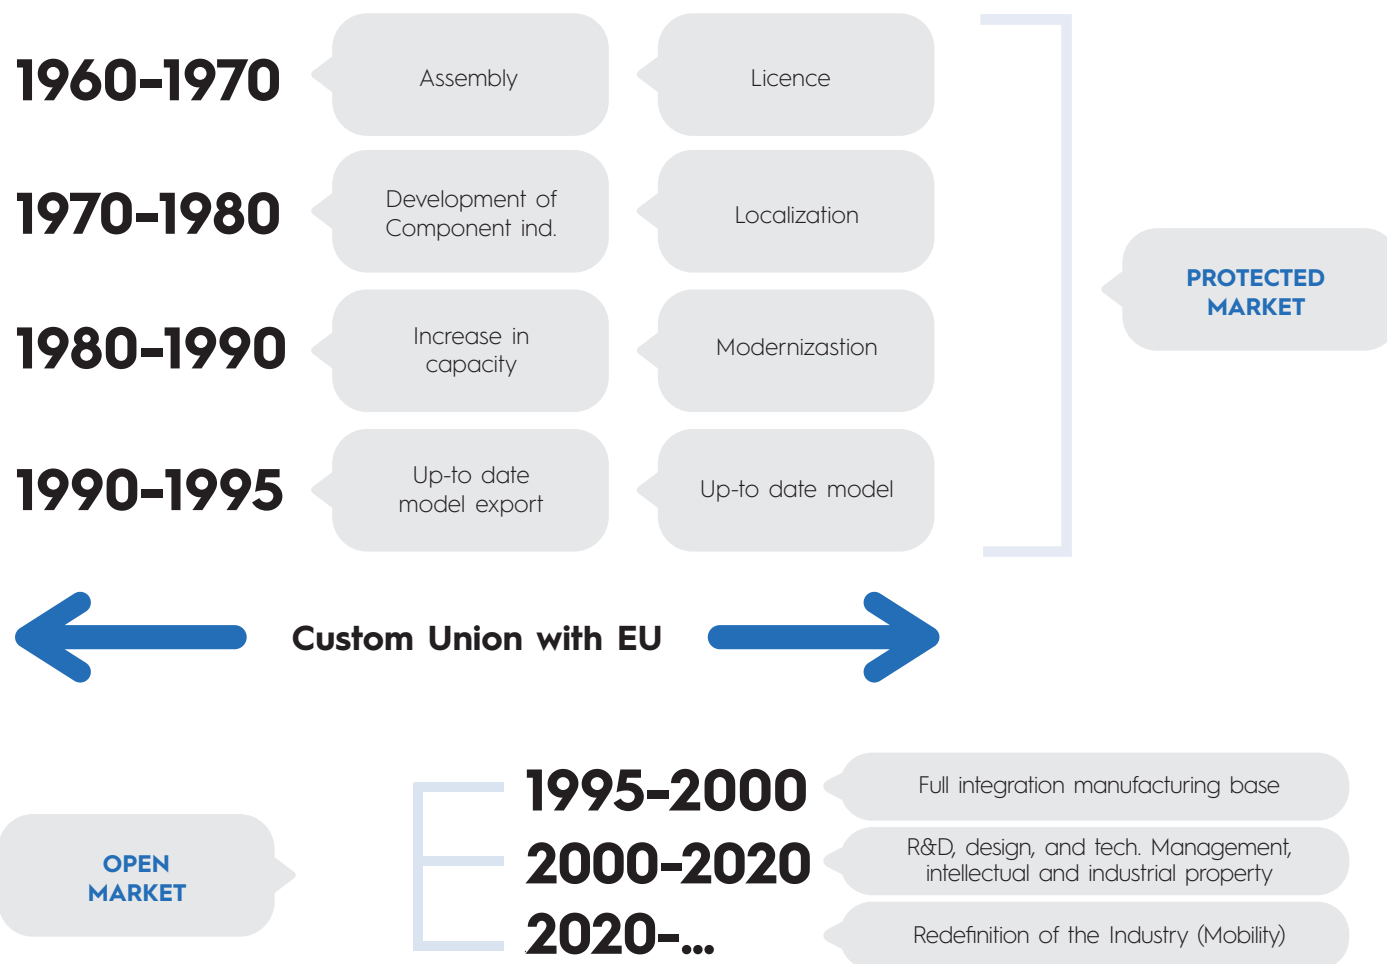 1960-1970
Assembly
Licence
1970-1980
Development of
Component ind.
Localization
1980-1990
Increase in
capacity
Modernizastion
1990-1995
Up-to date
model export
Up-to date model
PROTECTED
MARKET
Custom Union with EU
OPEN
MARKET
1995-2000
Full integration manufacturing base
2000-2020
R&D, design, and tech. Management,
intellectual and industrial property
2020-...
Redefinition of the Industry (Mobility)